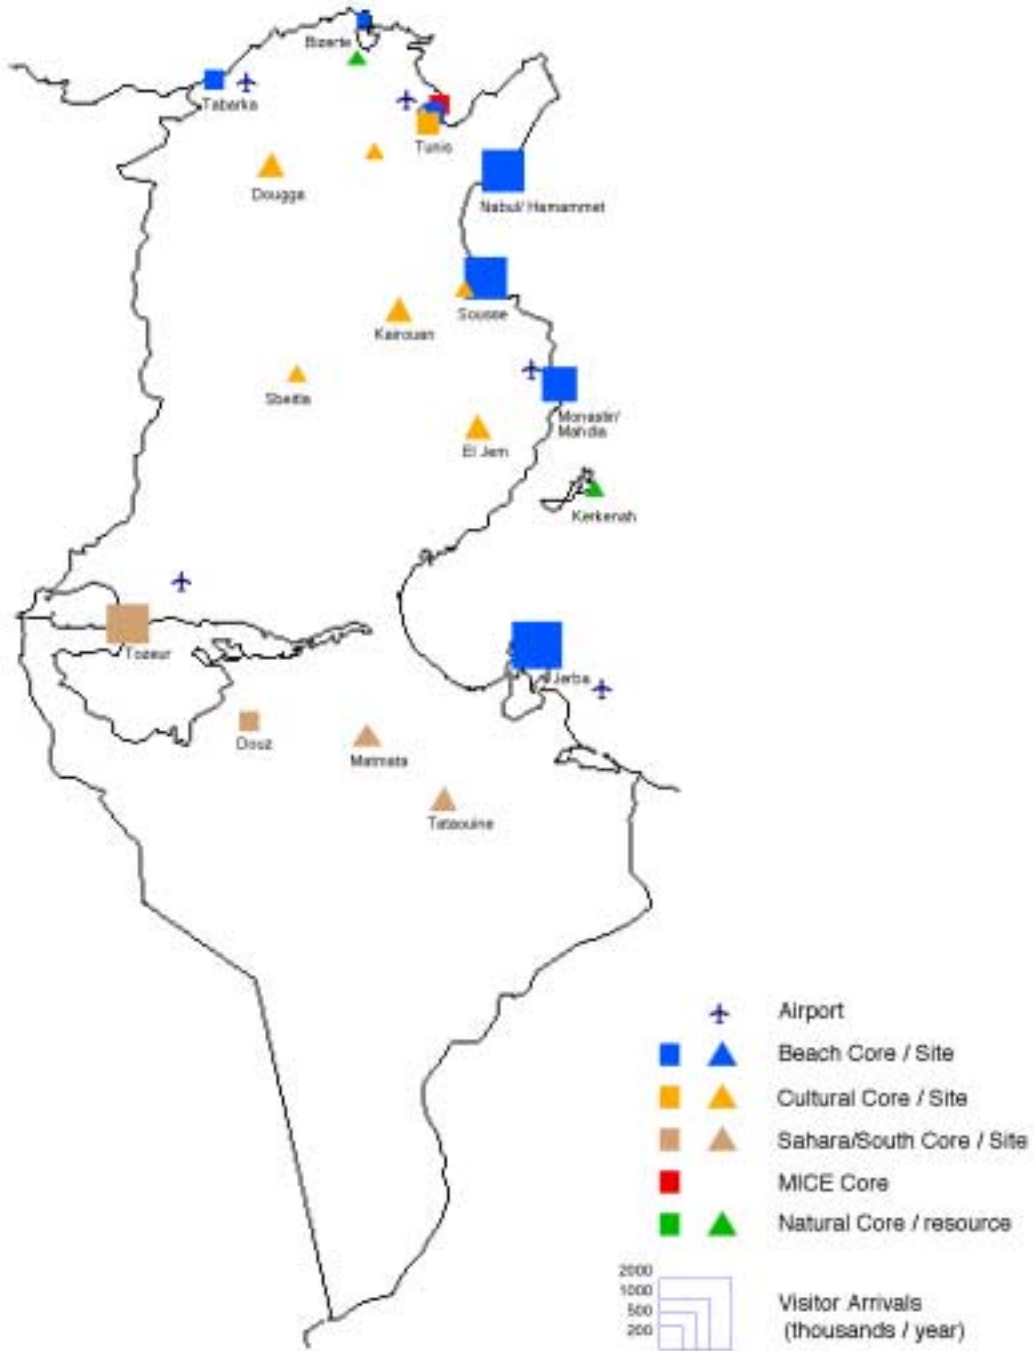 Bizerte
Tabarka
Tunis
Dougga
Nabul/ Hamammet
Sousse
Kairouan
Sbeitla
Monastir/
Mahdia
El Jem
Kerkenah
Tozeur
Jerba
Douz
Matmata
Tataouine
Airport
Beach Core / Site
Cultural Core / Site
Sahara/South Core / Site
MICE Core
Natural Core / resource
2000
1000
500
200
Visitor Arrivals
(thousands / year)